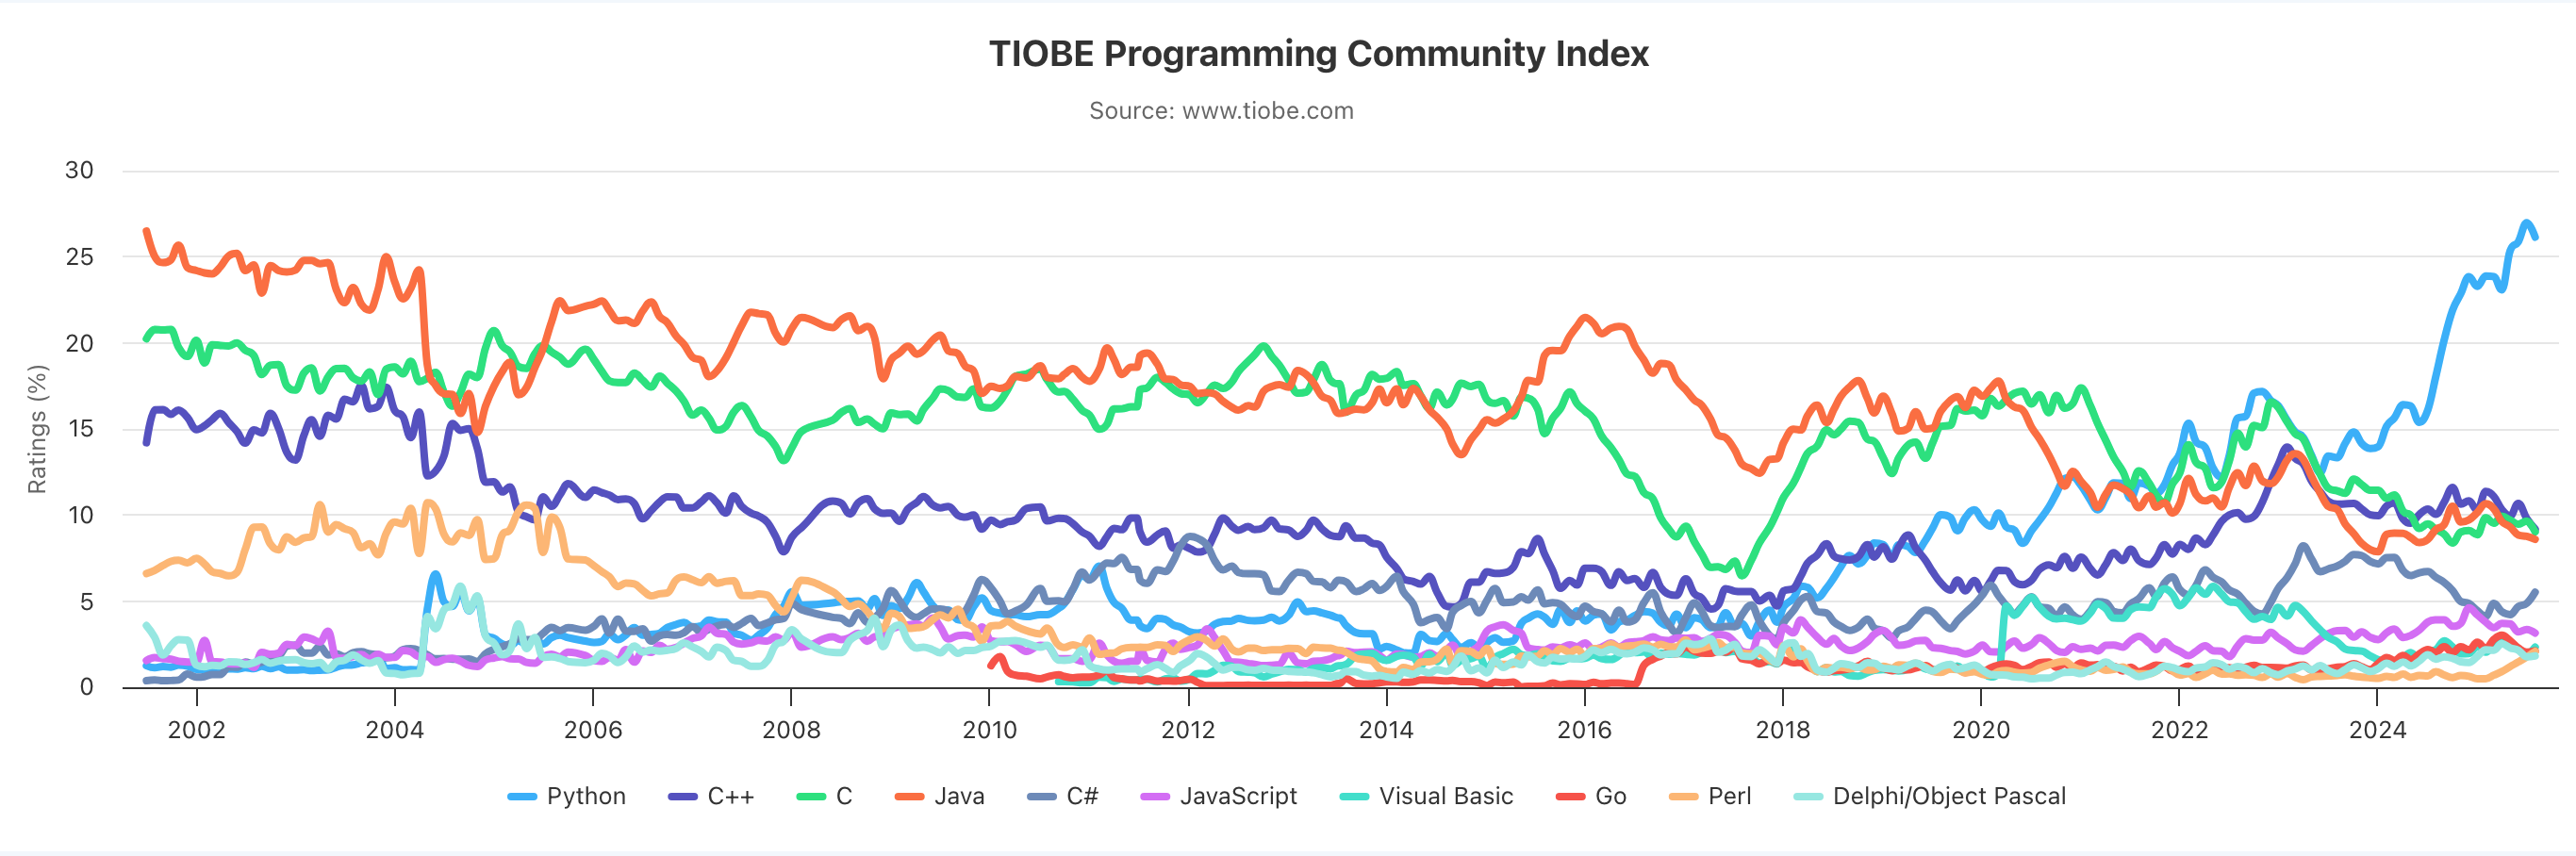 TIOBE Programming Community Index
Source: www.tiobe.com
Ratings (%)
30
25
20
15
10
5
0
2002 2004 2006 2008 2010 2012 2014 2016 2018 2020 2022 2024
Python C++ C Java C# JavaScript Visual Basic Go Perl Delphi/Object Pascal